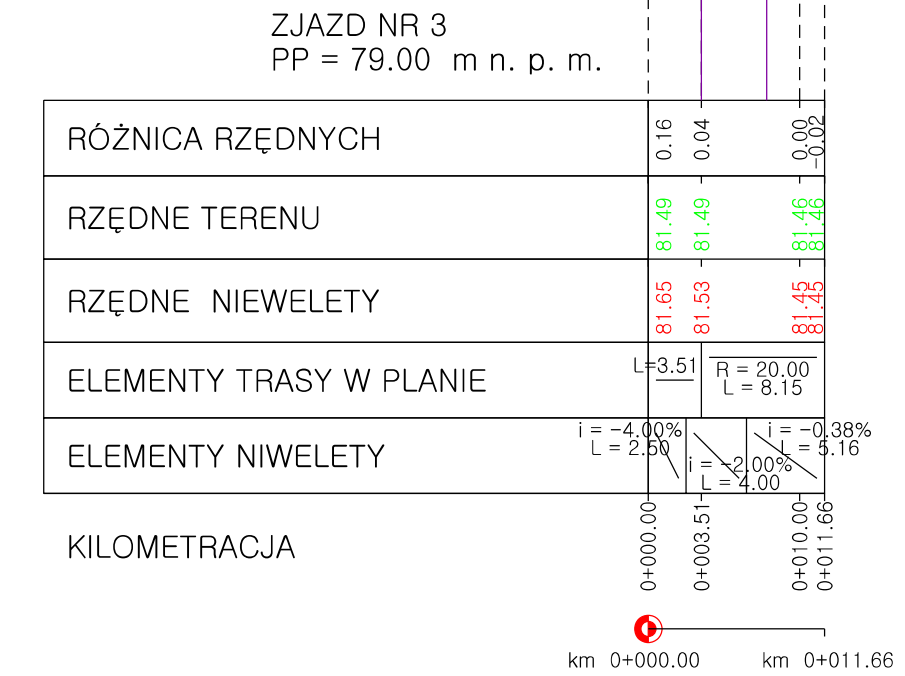 ZJAZD NR 3
PP = 79.00 m n. p. m.
RÓŻNICA RZĘDNYCH
0.16
0.04
0.00
-0.02
RZĘDNE TERENU
81.49
81.49
81.46
81.46
RZĘDNE NIEWELETY
81.65
81.53
81.45
81.45
ELEMENTY TRASY W PLANIE
L=3.51
R = 20.00
L = 8.15
ELEMENTY NIWELETY
i = -4.00%
L = 2.50
i = -2.00%
L = 4.00
i = -0.38%
L = 5.16
KILOMETRACJA
0+000.00
0+003.51
0+010.00
0+011.66
km 0+000.00
km 0+011.66